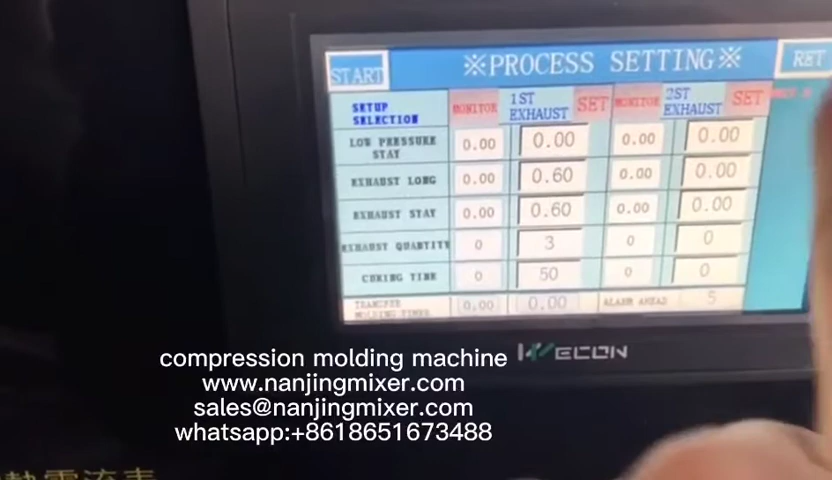 START ※PROCESS SETTING※ RET
SETUP SELECTION MONITOR 1ST EXHAUST SET MONITOR 2ST EXHAUST SET
LOW PRESSURE STAY 0.00 0.00 0.00 0.00
EXHAUST LONG 0.00 0.60 0.00 0.00
EXHAUST STAY 0.00 0.60 0.00 0.00
EXHAUST QUANTITY 0 3 0 0
CURING TIME 0 50 0 0
TRANSFER MOLDING TIMER 0.00 0.00 ALARM AHEAD 5
WECON
compression molding machine
www.nanjingmixer.com
sales@nanjingmixer.com
whatsapp:+8618651673488